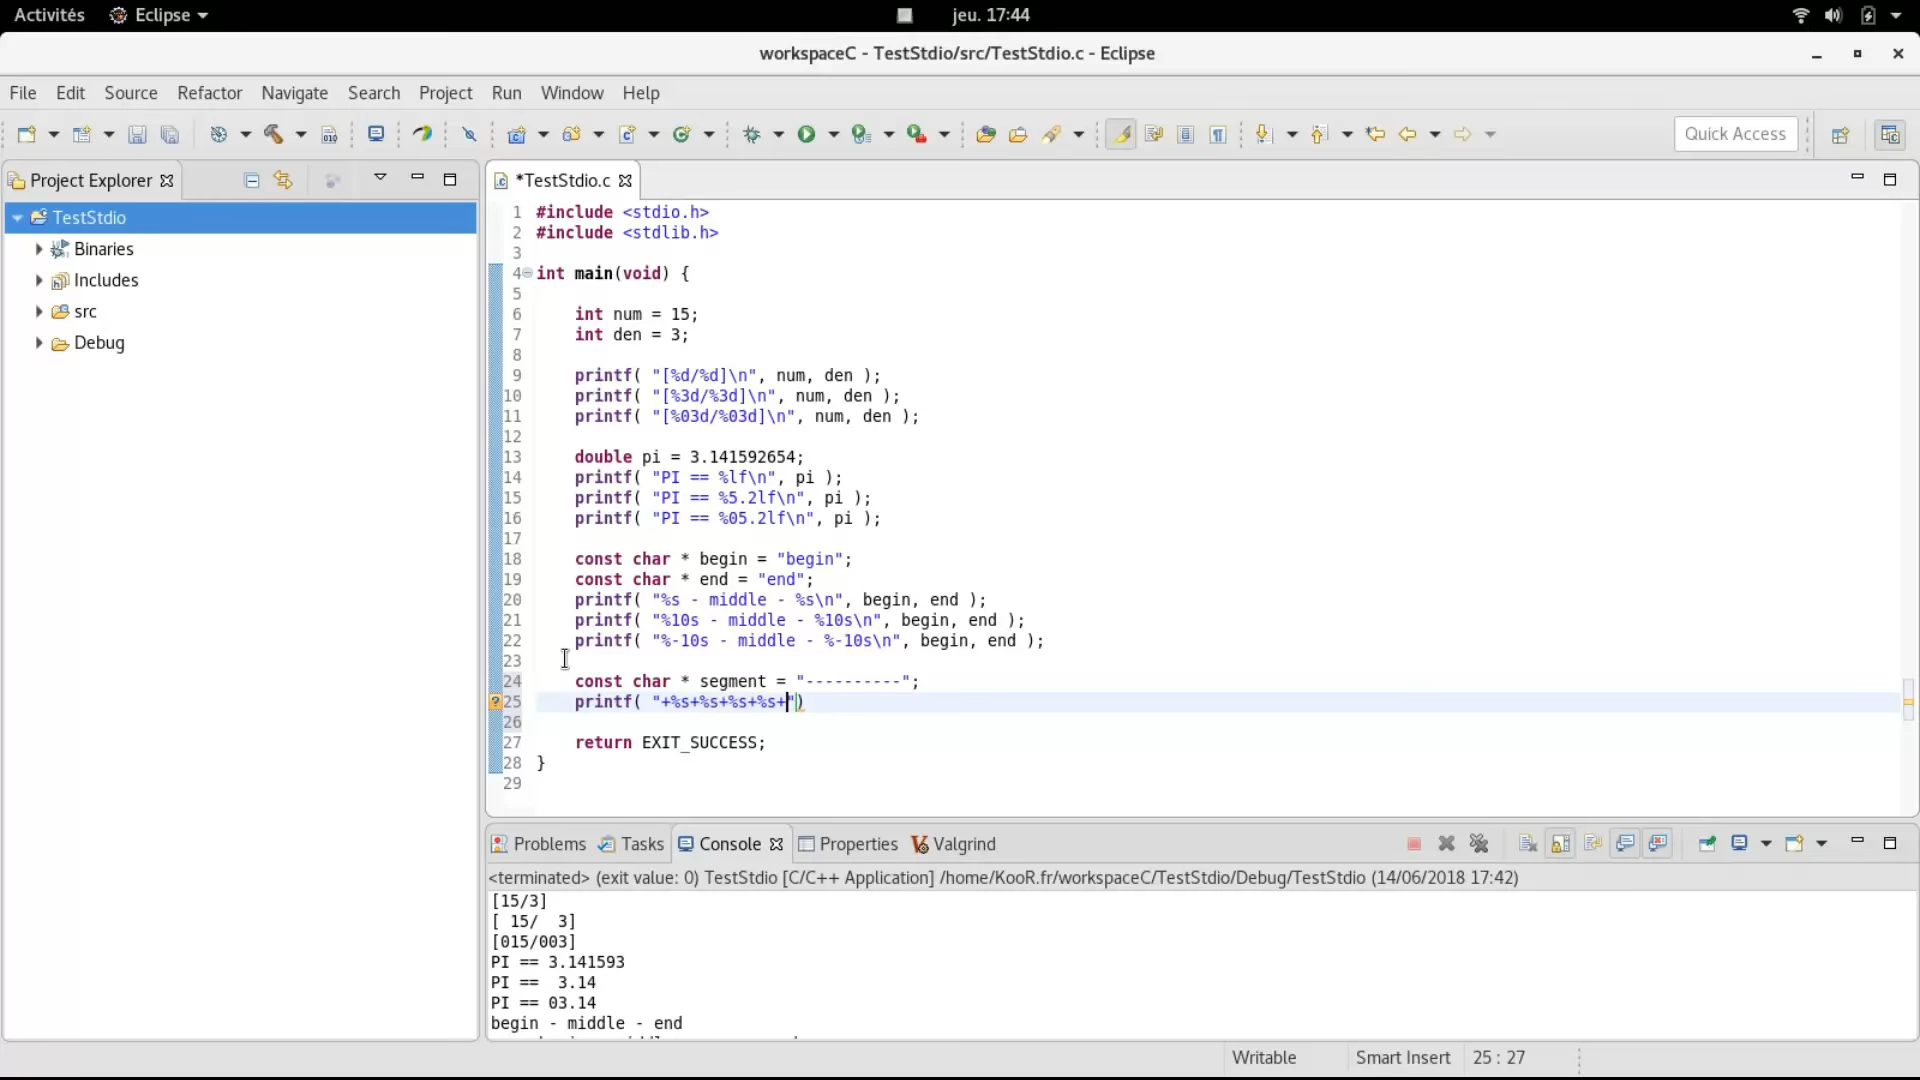 Activités Eclipse jeu. 17:44
workspaceC - TestStdio/src/TestStdio.c - Eclipse
File Edit Source Refactor Navigate Search Project Run Window Help
Quick Access
Project Explorer
TestStdio
Binaries
Includes
src
Debug
*TestStdio.c
1 #include <stdio.h>
2 #include <stdlib.h>
3
4 int main(void) {
5
6 int num = 15;
7 int den = 3;
8
9 printf( "[%d/%d]\n", num, den );
10 printf( "[%3d/%3d]\n", num, den );
11 printf( "[%03d/%03d]\n", num, den );
12
13 double pi = 3.141592654;
14 printf( "PI == %lf\n", pi );
15 printf( "PI == %5.2lf\n", pi );
16 printf( "PI == %05.2lf\n", pi );
17
18 const char * begin = "begin";
19 const char * end = "end";
20 printf( "%s - middle - %s\n", begin, end );
21 printf( "%10s - middle - %10s\n", begin, end );
22 printf( "%-10s - middle - %-10s\n", begin, end );
23
24 const char * segment = "----------";
25 printf( "+%s+%s+%s+%s+")
26
27 return EXIT_SUCCESS;
28 }
29
Problems Tasks Console Properties Valgrind
<terminated> (exit value: 0) TestStdio [C/C++ Application] /home/KooR.fr/workspaceC/TestStdio/Debug/TestStdio (14/06/2018 17:42)
[15/3]
[ 15/  3]
[015/003]
PI == 3.141593
PI ==  3.14
PI == 03.14
begin - middle - end
Writable Smart Insert 25 : 27